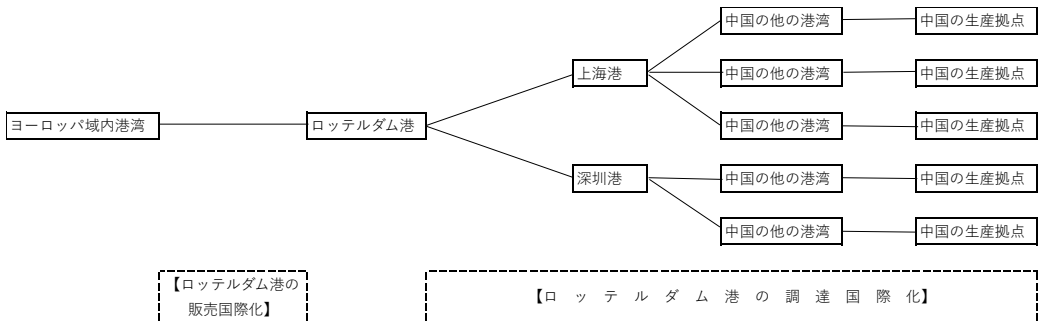 中国の他の港湾 中国の生産拠点
上海港 中国の他の港湾 中国の生産拠点
ヨーロッパ域内港湾 ロッテルダム港 中国の他の港湾 中国の生産拠点
深圳港 中国の他の港湾 中国の生産拠点
中国の他の港湾 中国の生産拠点
【ロッテルダム港の
販売国際化】
【ロッテルダム港の調達国際化】